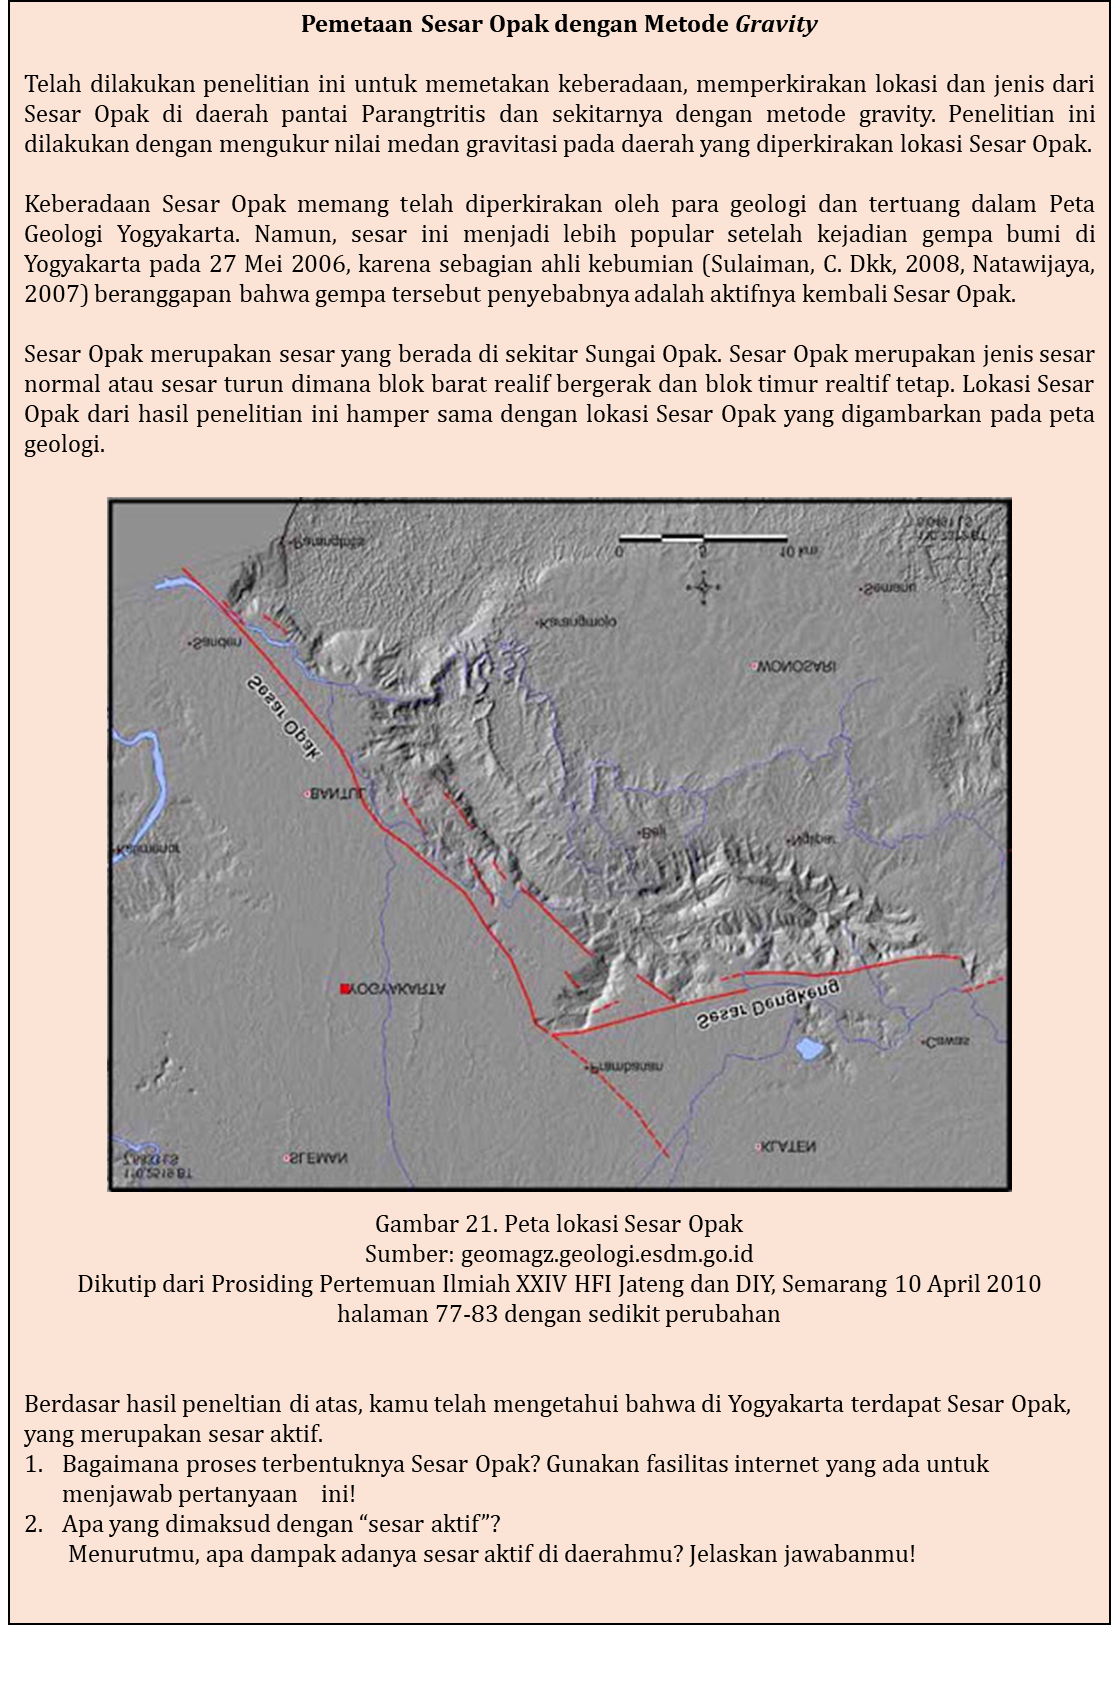 Pemetaan Sesar Opak dengan Metode Gravity
Telah dilakukan penelitian ini untuk memetakan keberadaan, memperkirakan lokasi dan jenis dari
Sesar Opak di daerah pantai Parangtritis dan sekitarnya dengan metode gravity. Penelitian ini
dilakukan dengan mengukur nilai medan gravitasi pada daerah yang diperkirakan lokasi Sesar Opak.
Keberadaan Sesar Opak memang telah diperkirakan oleh para geologi dan tertuang dalam Peta
Geologi Yogyakarta. Namun, sesar ini menjadi lebih popular setelah kejadian gempa bumi di
Yogyakarta pada 27 Mei 2006, karena sebagian ahli kebumian (Sulaiman, C. Dkk, 2008, Natawijaya,
2007) beranggapan bahwa gempa tersebut penyebabnya adalah aktifnya kembali Sesar Opak.
Sesar Opak merupakan sesar yang berada di sekitar Sungai Opak. Sesar Opak merupakan jenis sesar
normal atau sesar turun dimana blok barat realif bergerak dan blok timur realtif tetap. Lokasi Sesar
Opak dari hasil penelitian ini hamper sama dengan lokasi Sesar Opak yang digambarkan pada peta
geologi.
Parangtritis
0 5 10 km
Semanu
Karangmojo
Sanden
WONOSARI
Sesar Opak
BANTUL
Beji
Ngipar
YOGYAKARTA
Sesar Dengkeng
Cawas
Prambanan
KLATEN
SLEMAN
110.2519 BT
Gambar 21. Peta lokasi Sesar Opak
Sumber: geomagz.geologi.esdm.go.id
Dikutip dari Prosiding Pertemuan Ilmiah XXIV HFI Jateng dan DIY, Semarang 10 April 2010
halaman 77-83 dengan sedikit perubahan
Berdasar hasil peneltian di atas, kamu telah mengetahui bahwa di Yogyakarta terdapat Sesar Opak,
yang merupakan sesar aktif.
1. Bagaimana proses terbentuknya Sesar Opak? Gunakan fasilitas internet yang ada untuk
menjawab pertanyaan ini!
2. Apa yang dimaksud dengan “sesar aktif”?
Menurutmu, apa dampak adanya sesar aktif di daerahmu? Jelaskan jawabanmu!